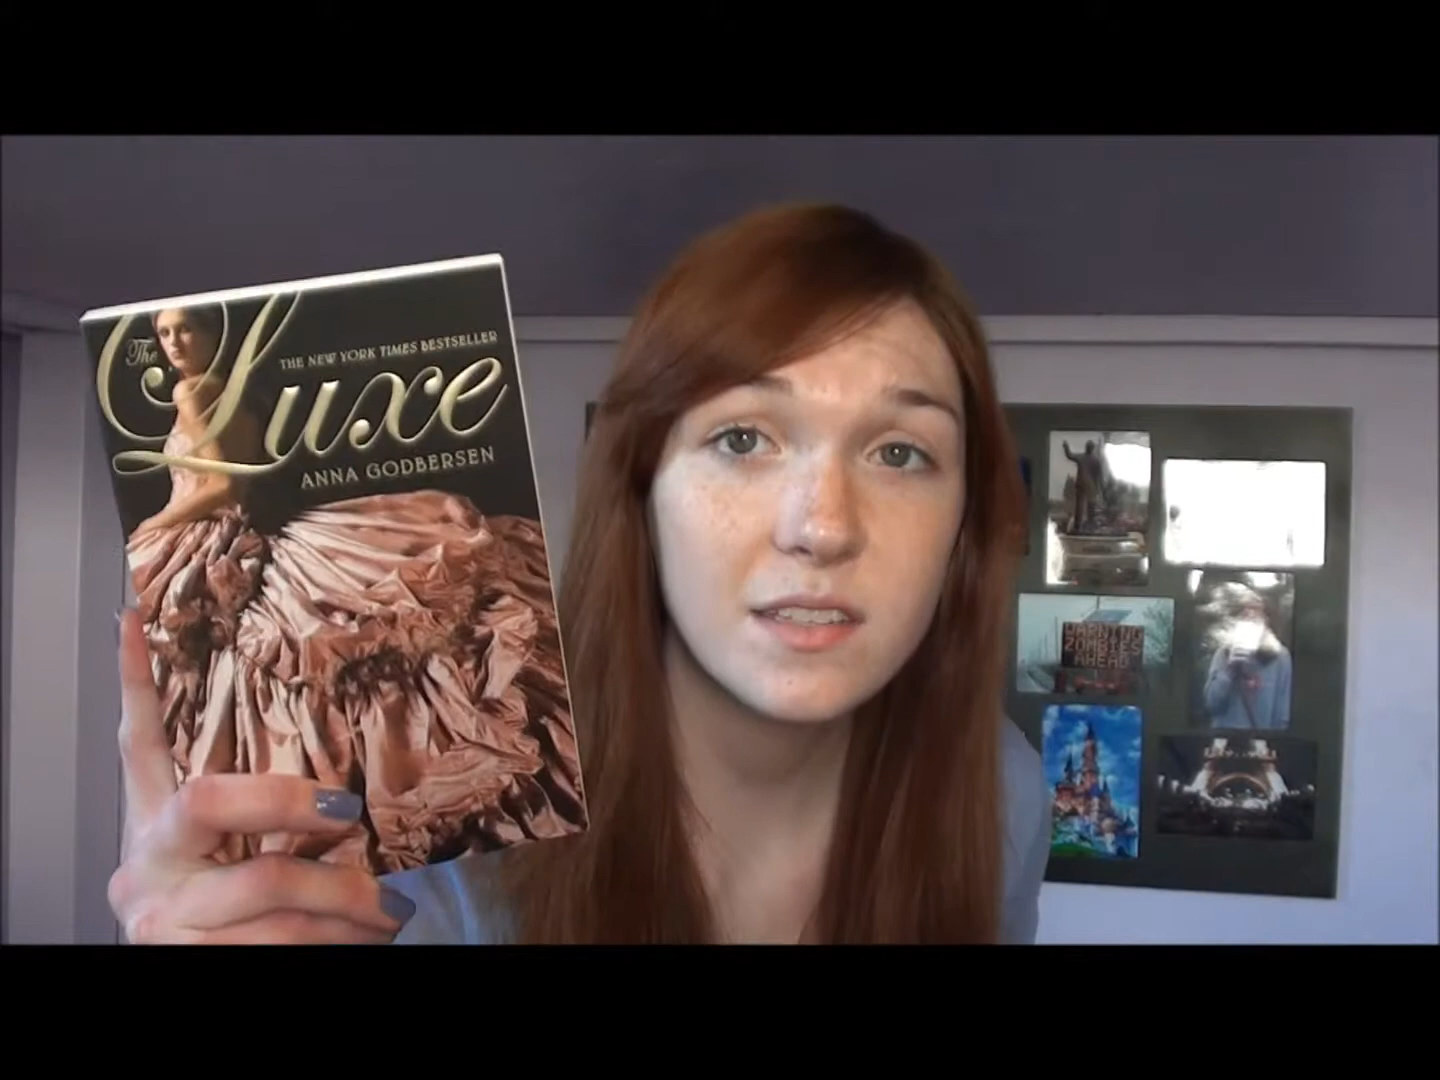 The
Luxe
THE NEW YORK TIMES BESTSELLER
ANNA GODBERSEN
WARNING
ZOMBIES
AHEAD